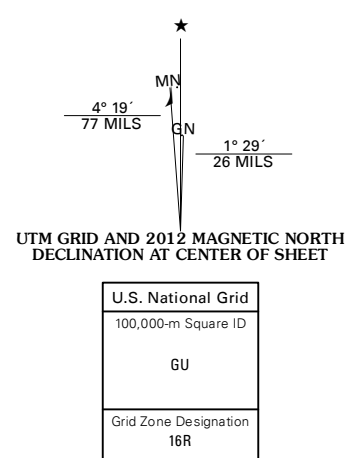 ★
MN
4° 19´
77 MILS
GN
1° 29´
26 MILS
UTM GRID AND 2012 MAGNETIC NORTH
DECLINATION AT CENTER OF SHEET
U.S. National Grid
100,000-m Square ID
GU
Grid Zone Designation
16R